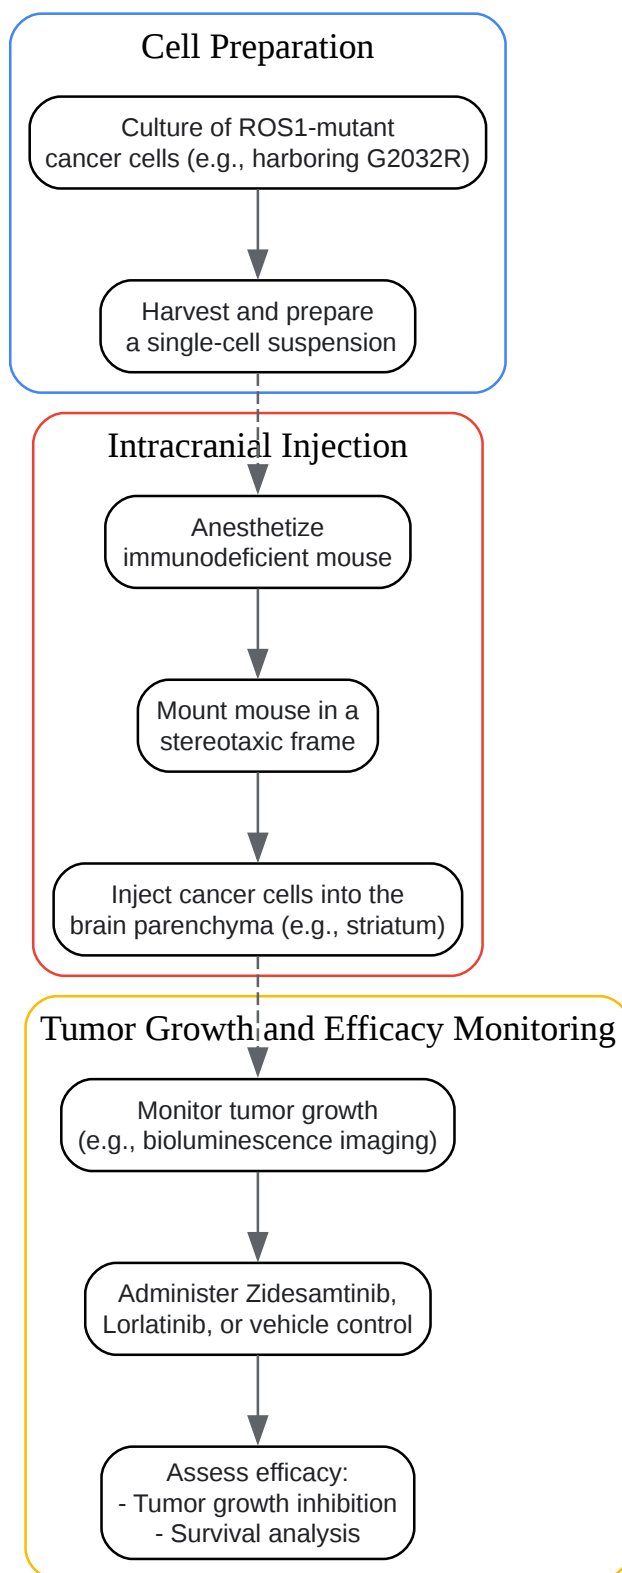 Cell Preparation
Culture of ROS1-mutant
cancer cells (e.g., harboring G2032R)
Harvest and prepare
a single-cell suspension
Intracranial Injection
Anesthetize
immunodeficient mouse
Mount mouse in a
stereotaxic frame
Inject cancer cells into the
brain parenchyma (e.g., striatum)
Tumor Growth and Efficacy Monitoring
Monitor tumor growth
(e.g., bioluminescence imaging)
Administer Zidesamtinib,
Lorlatinib, or vehicle control
Assess efficacy:
- Tumor growth inhibition
- Survival analysis